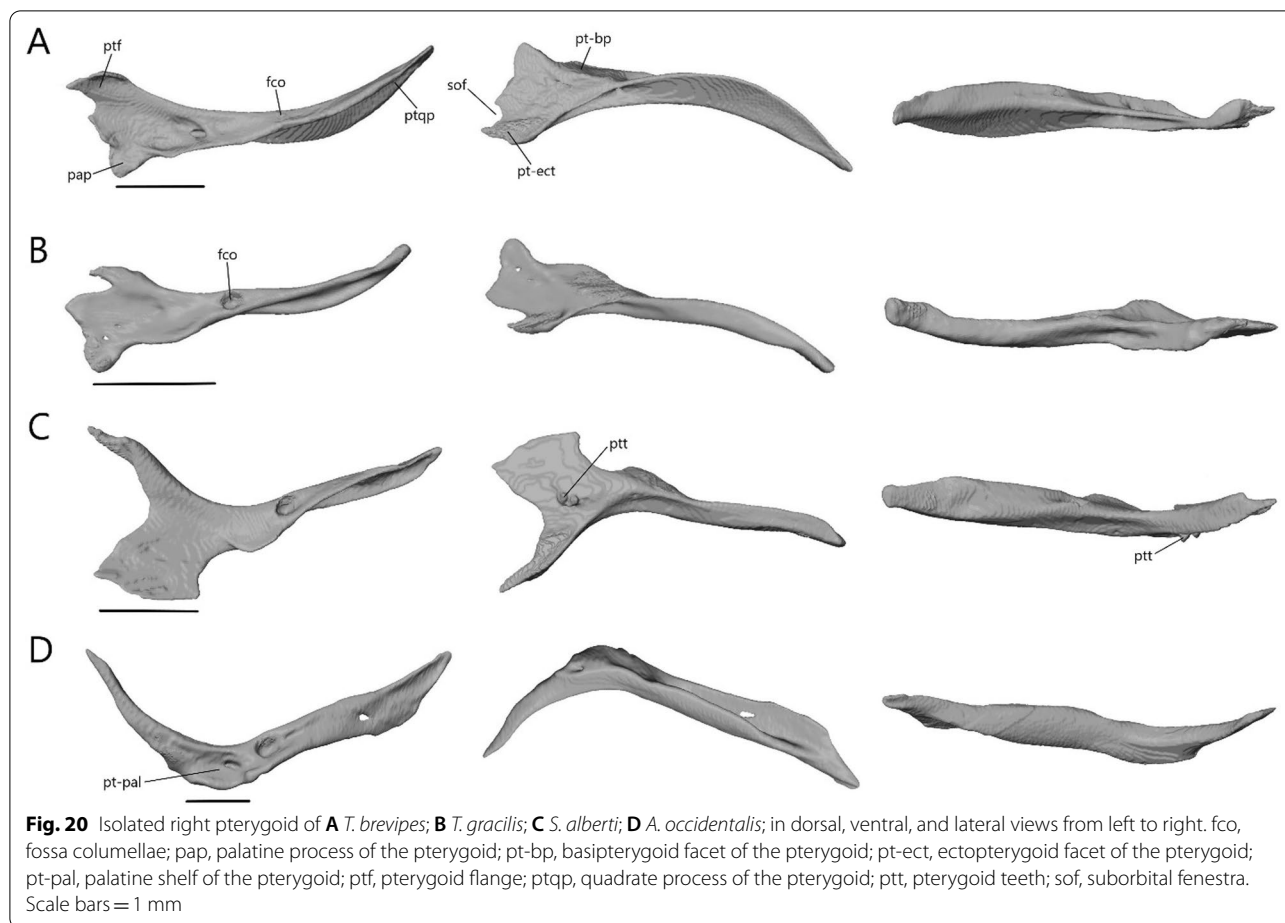 A
ptf
fco
ptqp
pap
pt-bp
sof
pt-ect
B
fco
C
ptt
ptt
D
pt-pal
Fig. 20 Isolated right pterygoid of A T. brevipes; B T. gracilis; C S. alberti; D A. occidentalis; in dorsal, ventral, and lateral views from left to right. fco,
fossa columellae; pap, palatine process of the pterygoid; pt-bp, basipterygoid facet of the pterygoid; pt-ect, ectopterygoid facet of the pterygoid;
pt-pal, palatine shelf of the pterygoid; ptf, pterygoid flange; ptqp, quadrate process of the pterygoid; ptt, pterygoid teeth; sof, suborbital fenestra.
Scale bars = 1 mm